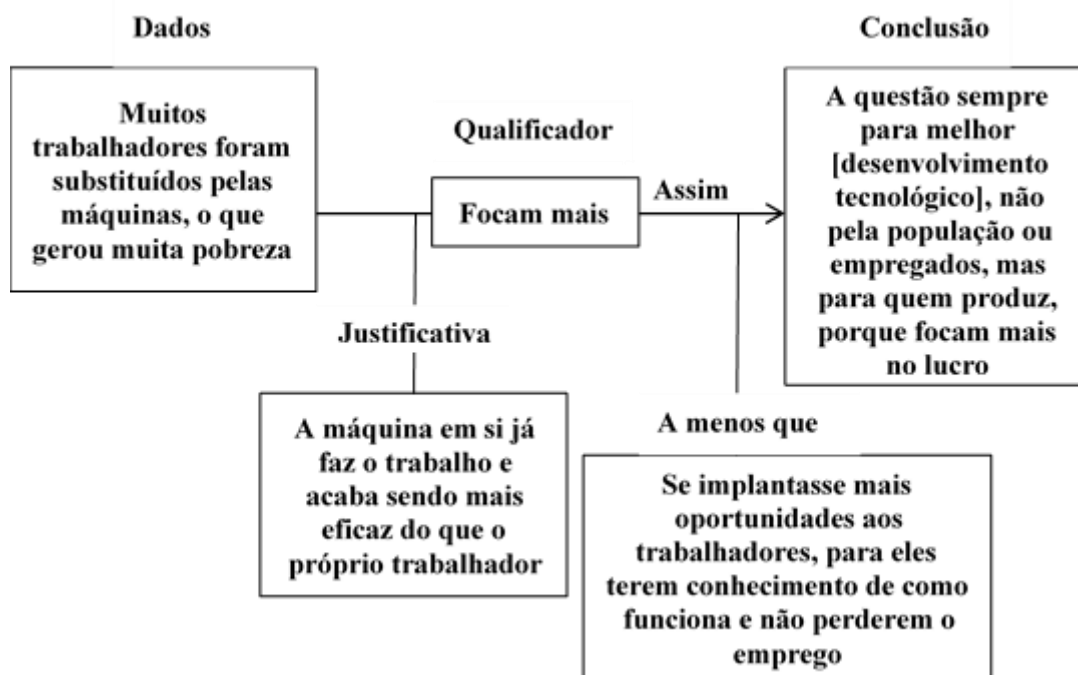 Dados
Muitos
trabalhadores foram
substituídos pelas
máquinas, o que
gerou muita pobreza
Qualificador
Focam mais
Assim
Conclusão
A questão sempre
para melhor
[desenvolvimento
tecnológico], não
pela população ou
empregados, mas
para quem produz,
porque focam mais
no lucro
Justificativa
A máquina em si já
faz o trabalho e
acaba sendo mais
eficaz do que o
próprio trabalhador
A menos que
Se implantasse mais
oportunidades aos
trabalhadores, para eles
terem conhecimento de como
funciona e não perderem o
emprego